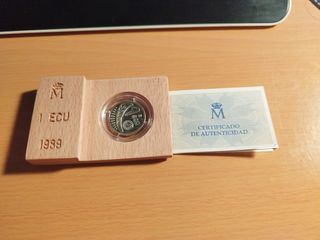 M
1 ECU
1989
M
CERTIFICADO
DE AUTENTICIDAD